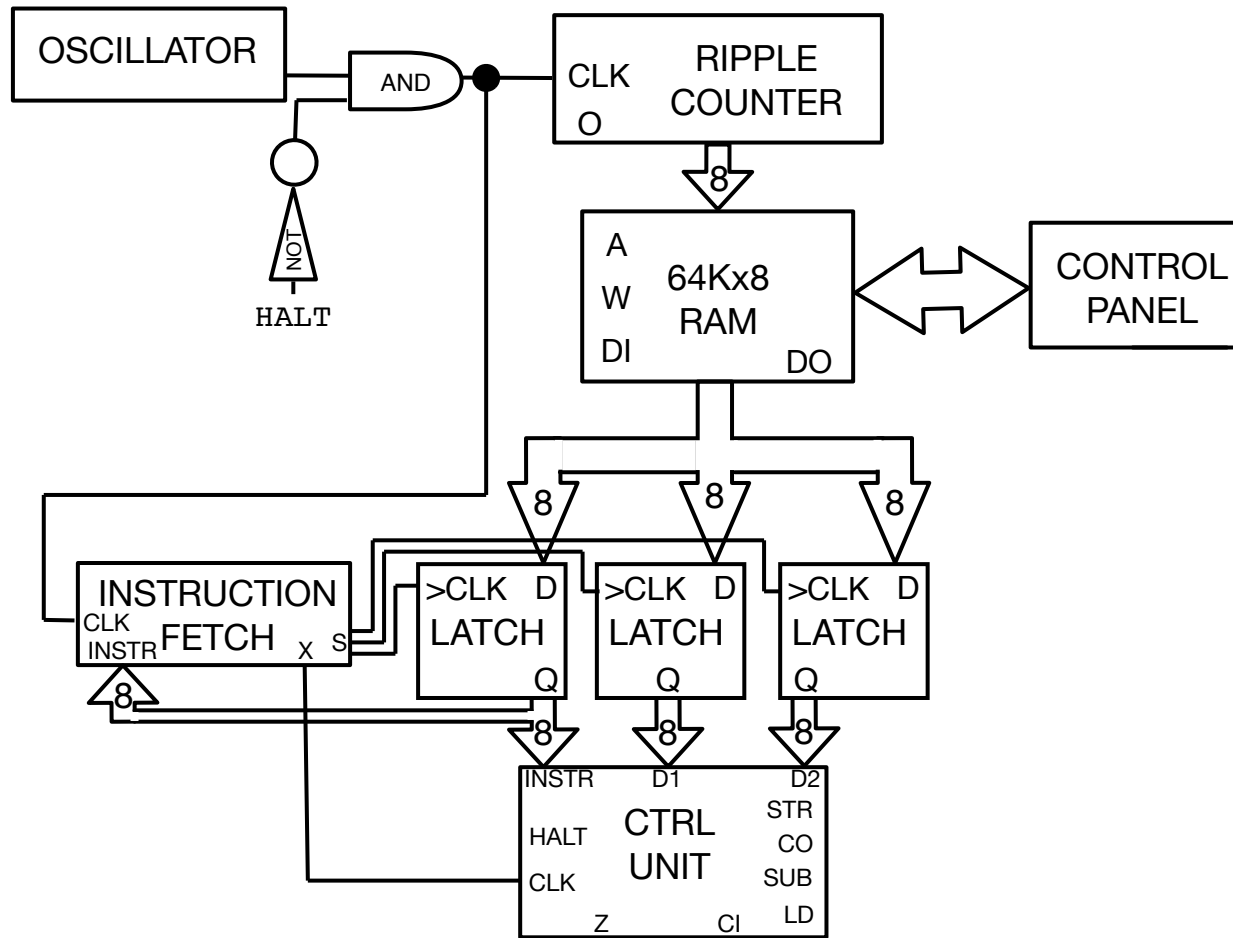 OSCILLATOR
AND
CLK
RIPPLE
COUNTER
O
8
NOT
HALT
A
W
DI
64Kx8
RAM
DO
CONTROL
PANEL
8
8
8
INSTRUCTION
FETCH
CLK
INSTR
X
S
>CLK D
LATCH
Q
>CLK D
LATCH
Q
>CLK D
LATCH
Q
8
8
8
8
INSTR
D1
D2
HALT
CLK
CTRL
UNIT
STR
CO
SUB
LD
Z
CI